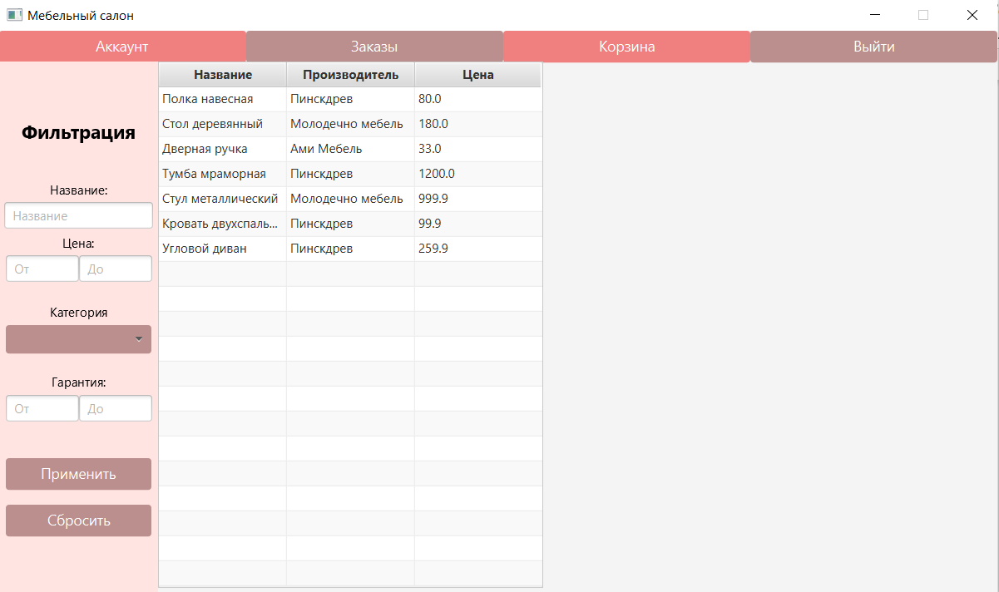 Мебельный салон
Аккаунт Заказы Корзина Выйти
Фильтрация
Название:
Название
Цена:
От До
Категория
Гарантия:
От До
Применить
Сбросить
Название Производитель Цена
Полка навесная Пинскдрев 80.0
Стол деревянный Молодечно мебель 180.0
Дверная ручка Ами Мебель 33.0
Тумба мраморная Пинскдрев 1200.0
Стул металлический Молодечно мебель 999.9
Кровать двухспаль... Пинскдрев 99.9
Угловой диван Пинскдрев 259.9